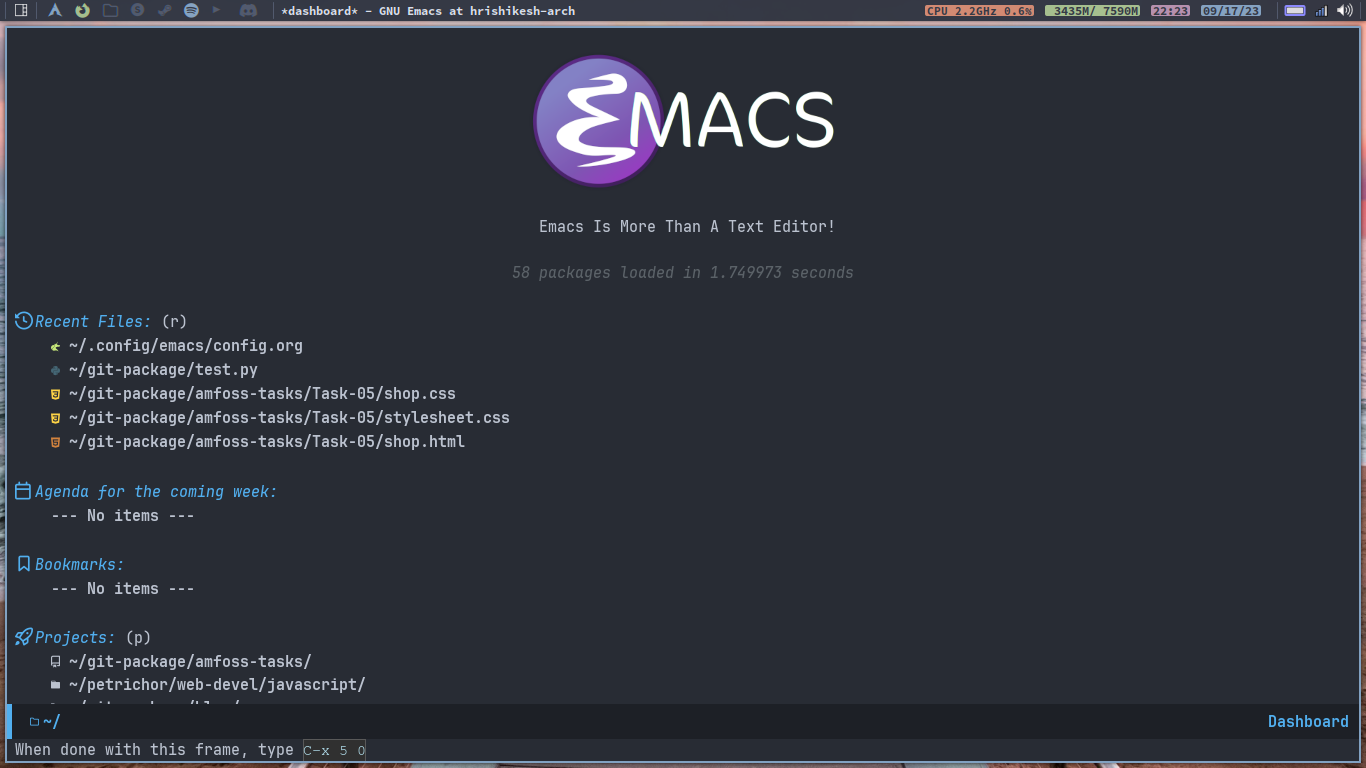 *dashboard* - GNU Emacs at hrishikesh-arch
CPU 2.2GHz 0.6%
3435M/ 7590M
22:23
09/17/23
EMACS
Emacs Is More Than A Text Editor!
58 packages loaded in 1.749973 seconds
Recent Files: (r)
~/.config/emacs/config.org
~/git-package/test.py
~/git-package/amfoss-tasks/Task-05/shop.css
~/git-package/amfoss-tasks/Task-05/stylesheet.css
~/git-package/amfoss-tasks/Task-05/shop.html
Agenda for the coming week:
--- No items ---
Bookmarks:
--- No items ---
Projects: (p)
~/git-package/amfoss-tasks/
~/petrichor/web-devel/javascript/
~/
Dashboard
When done with this frame, type C-x 5 0